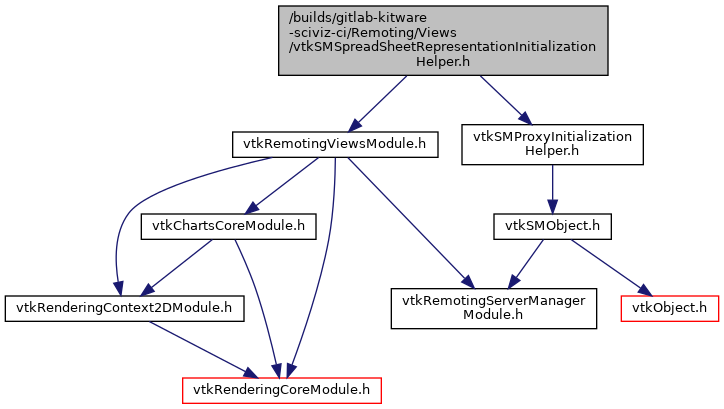 /builds/gitlab-kitware
-sciviz-ci/Remoting/Views
/vtkSMSpreadSheetRepresentationInitialization
Helper.h
vtkRemotingViewsModule.h
vtkSMProxyInitialization
Helper.h
vtkChartsCoreModule.h
vtkSMObject.h
vtkRenderingContext2DModule.h
vtkRemotingServerManager
Module.h
vtkObject.h
vtkRenderingCoreModule.h